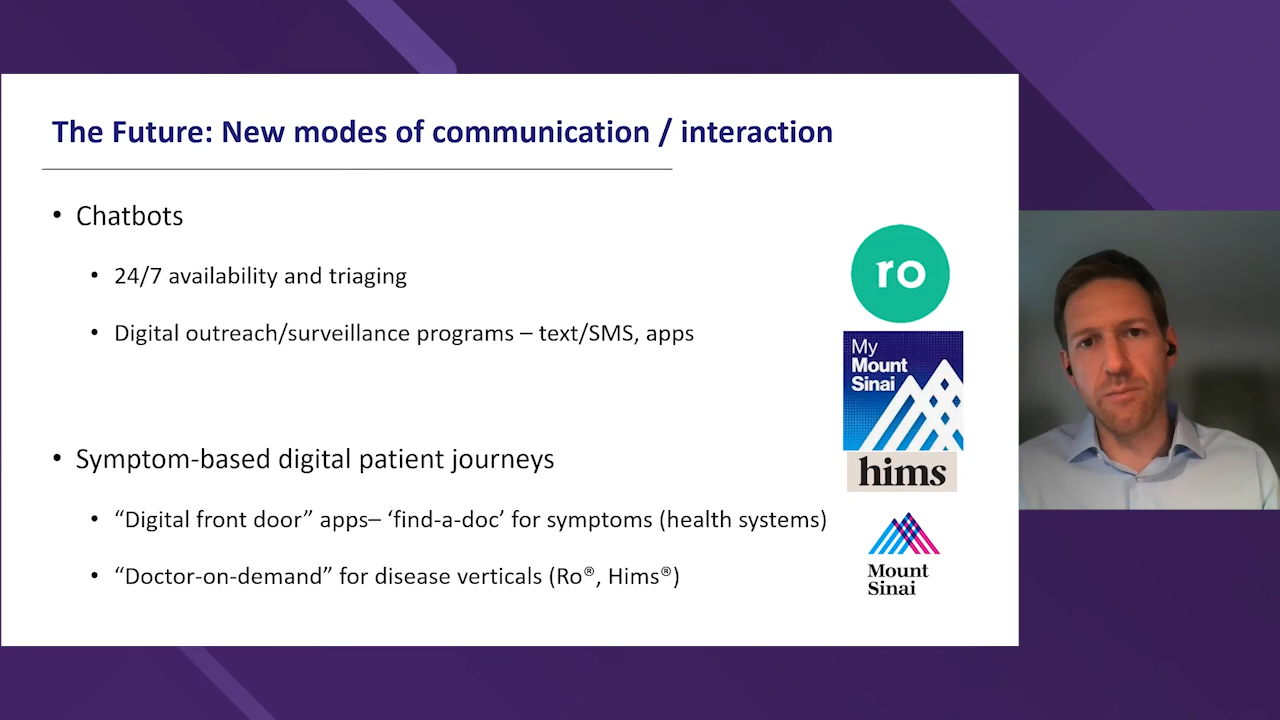 The Future: New modes of communication / interaction
• Chatbots
• 24/7 availability and triaging
• Digital outreach/surveillance programs – text/SMS, apps
• Symptom-based digital patient journeys
• “Digital front door” apps– ‘find-a-doc’ for symptoms (health systems)
• “Doctor-on-demand” for disease verticals (Ro®, Hims®)
ro
My
Mount
Sinai
hims
Mount
Sinai